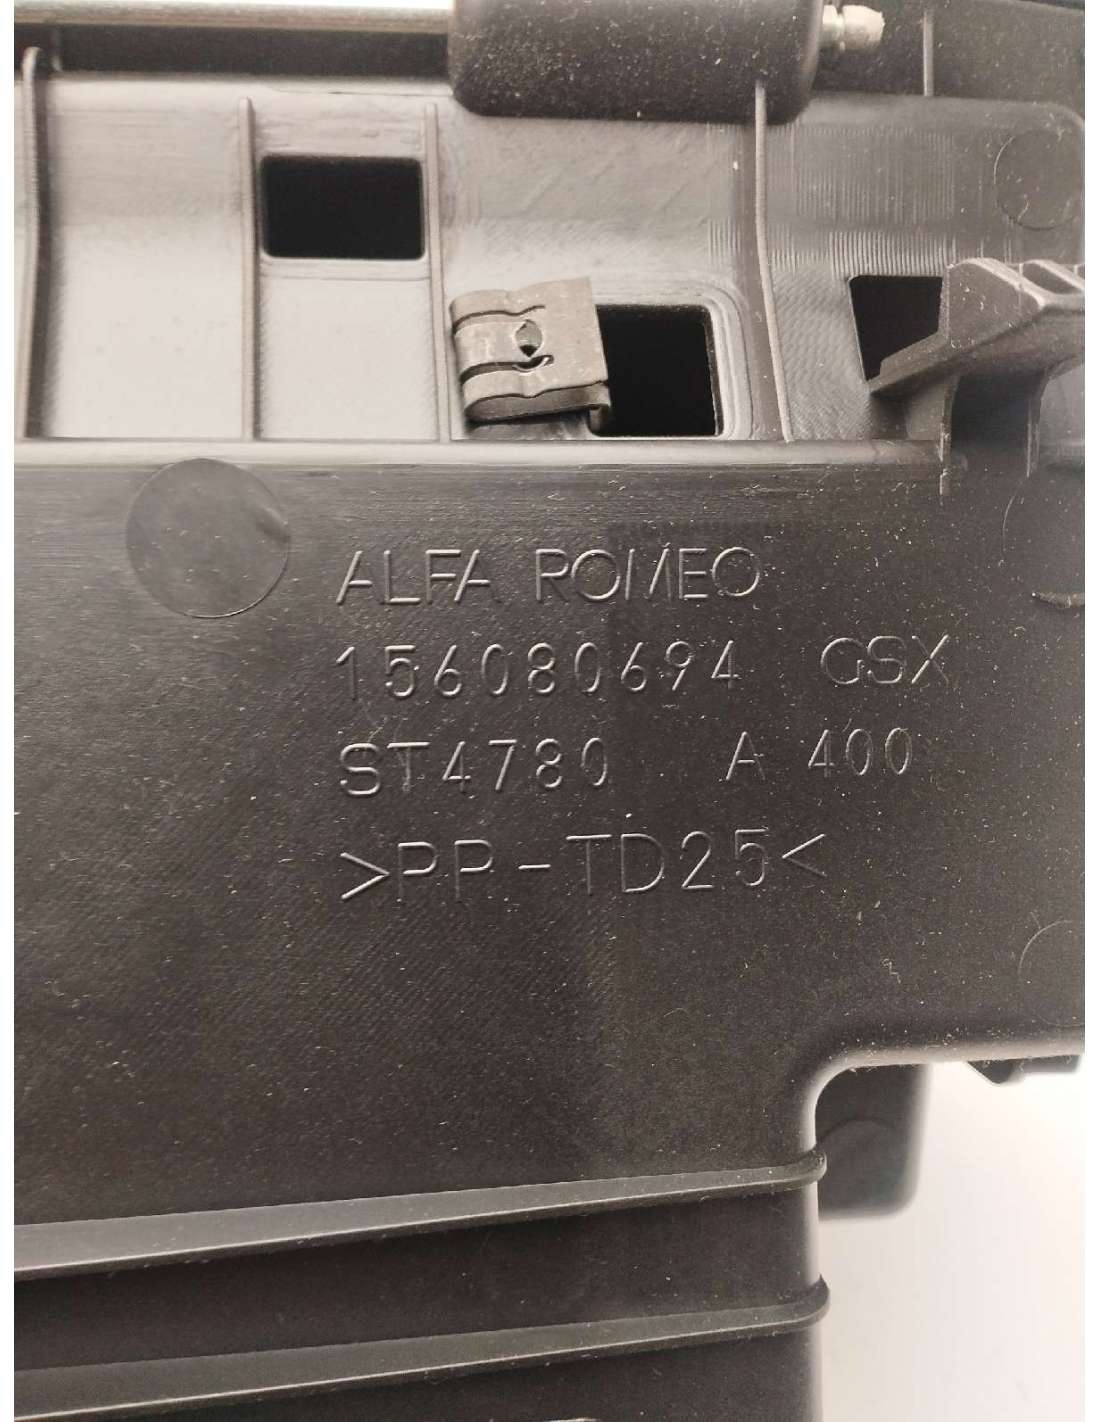 ALFA ROMEO
156080694 GSX
ST4780 A 400
>PP-TD25<